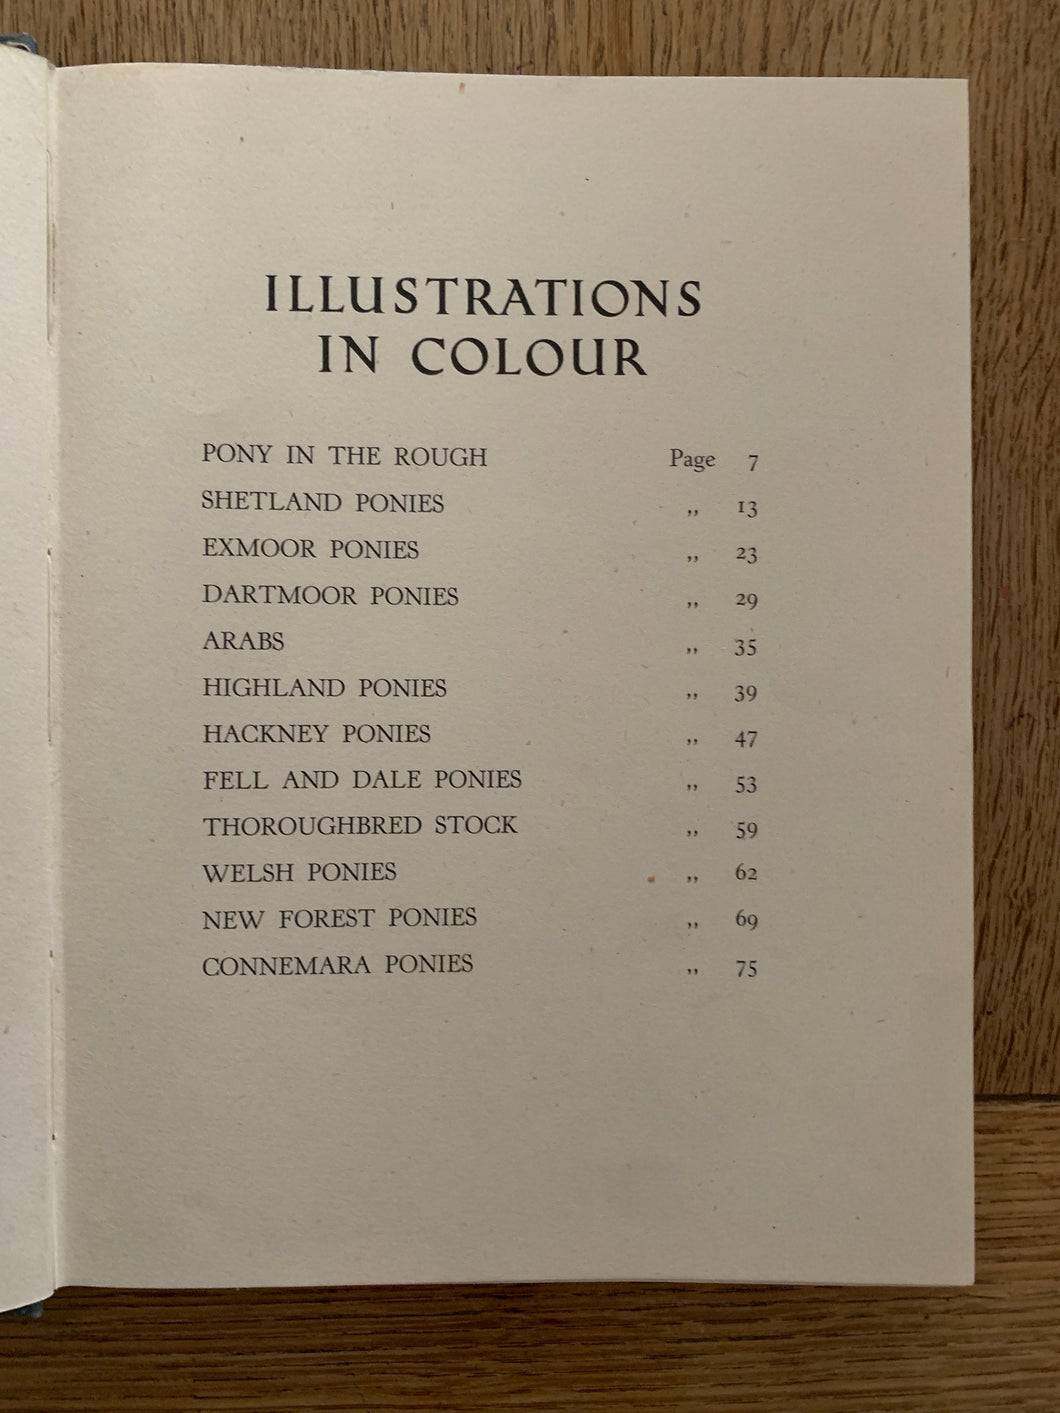 ILLUSTRATIONS
IN COLOUR
PONY IN THE ROUGH Page 7
SHETLAND PONIES ,, 13
EXMOOR PONIES ,, 23
DARTMOOR PONIES ,, 29
ARABS ,, 35
HIGHLAND PONIES ,, 39
HACKNEY PONIES ,, 47
FELL AND DALE PONIES ,, 53
THOROUGHBRED STOCK ,, 59
WELSH PONIES ,, 62
NEW FOREST PONIES ,, 69
CONNEMARA PONIES ,, 75